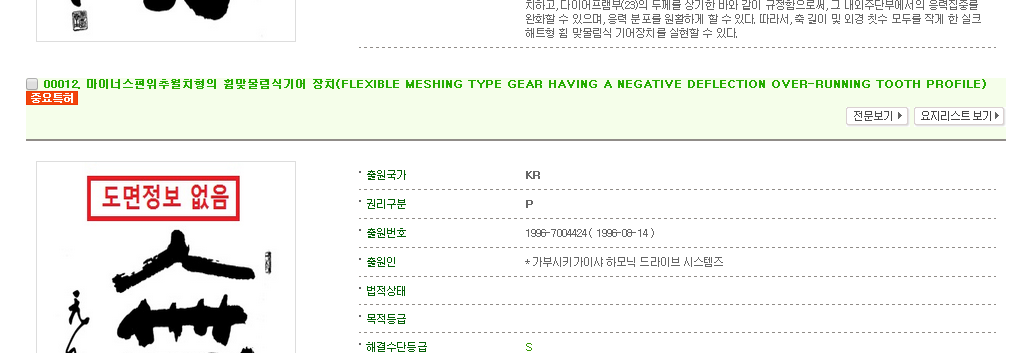 치하고, 다이어프램부(23)의 두께를 상기한 바와 같이 규정함으로써, 그 내외주단부에서의 응력집중를
완화할 수 있으며, 응력 분포를 원활하게 할 수 있다. 따라서, 축 길이 및 외경 칫수 모두를 작게 한 실크
해트형 휨 맞물림식 기어장치를 실현할 수 있다.
00012. 마이너스편위추월치형의 휨맞물림식기어 장치(FLEXIBLE MESHING TYPE GEAR HAVING A NEGATIVE DEFLECTION OVER-RUNNING TOOTH PROFILE)
중요특허
전문보기
요지리스트 보기
도면정보 없음
출원국가 KR
권리구분 P
출원번호 1996-7004424 ( 1996-08-14 )
출원인 * 가부시키가이샤 하모닉 드라이브 시스템즈
법적상태
목적등급
해결수단등급 S